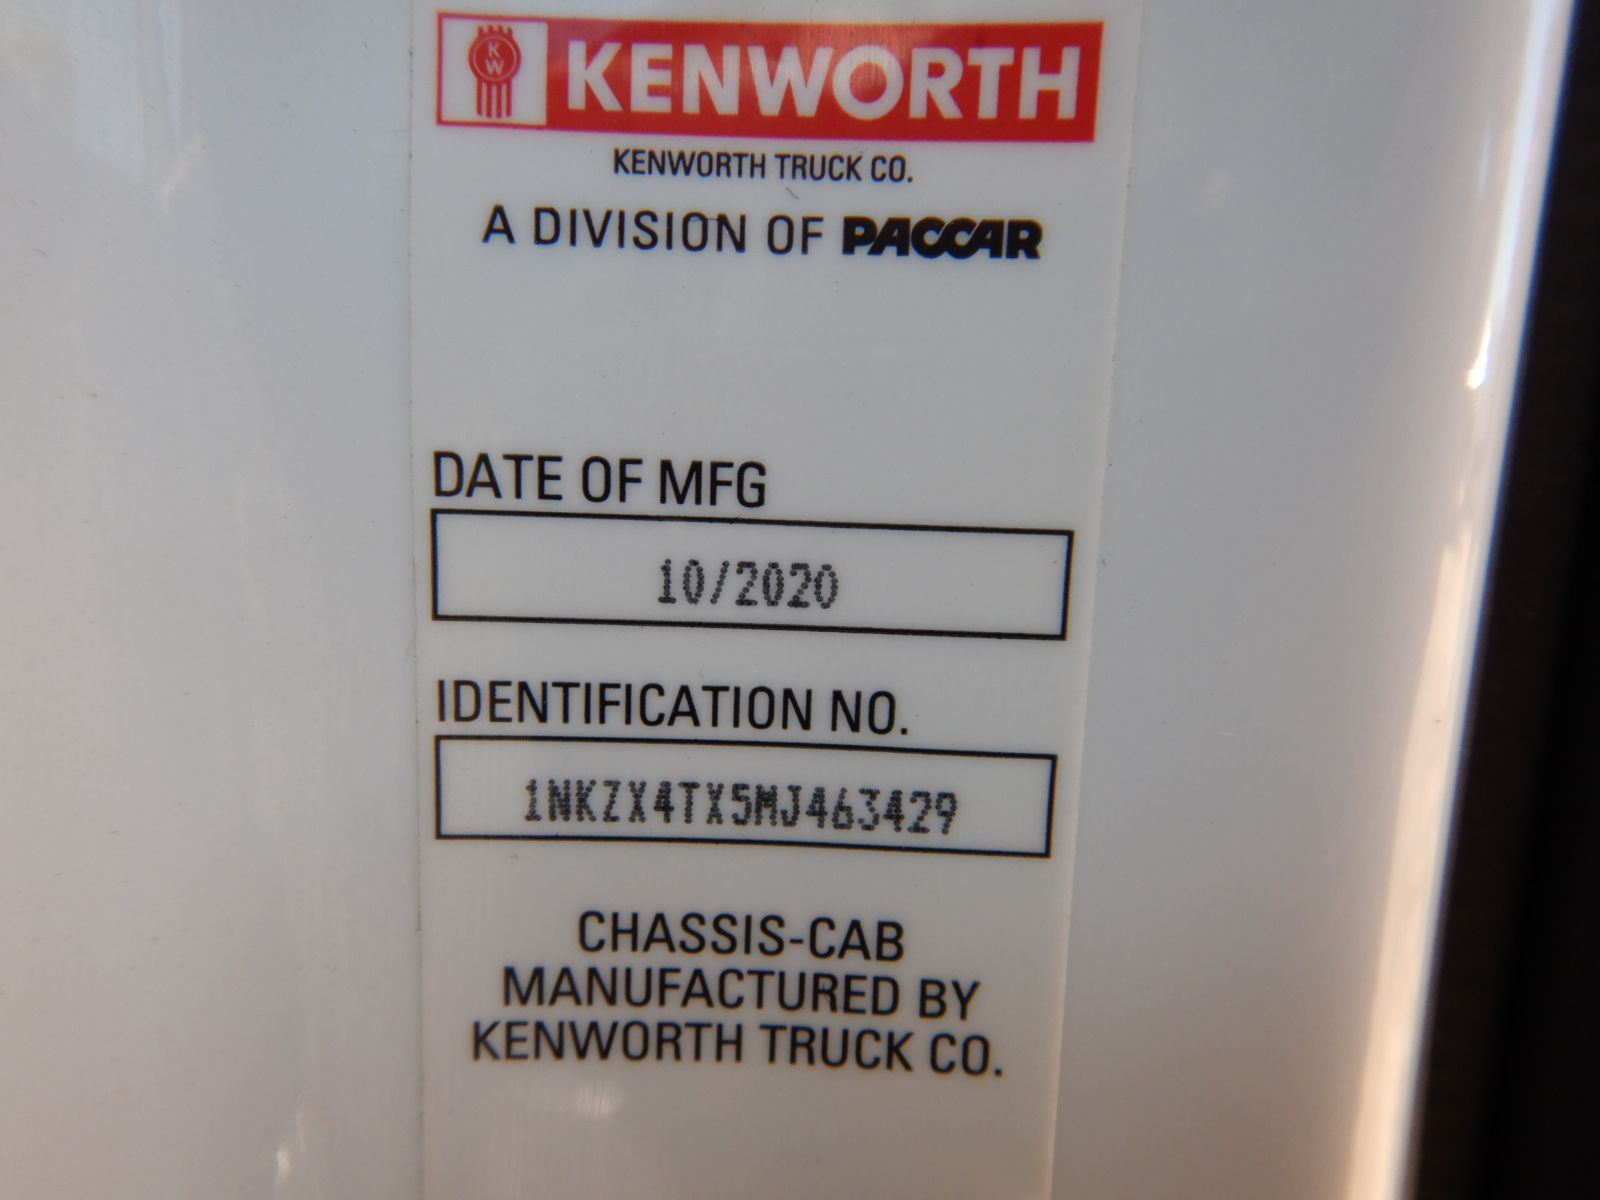 KW
KENWORTH
KENWORTH TRUCK CO.
A DIVISION OF PACCAR
DATE OF MFG
10/2020
IDENTIFICATION NO.
1NKZX4TX5MJ463429
CHASSIS-CAB
MANUFACTURED BY
KENWORTH TRUCK CO.